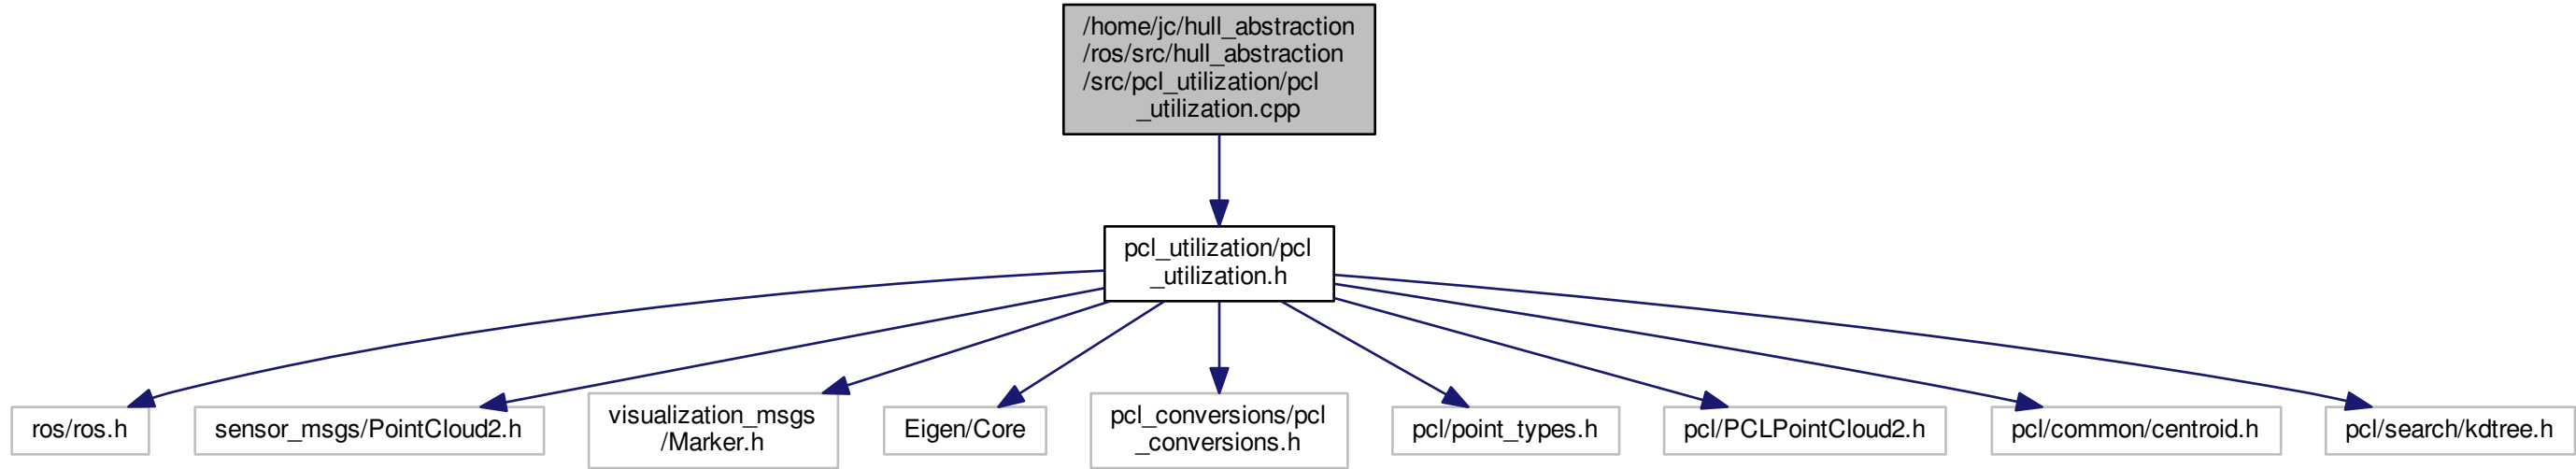 /home/jc/hull_abstraction
/ros/src/hull_abstraction
/src/pcl_utilization/pcl
_utilization.cpp
pcl_utilization/pcl
_utilization.h
ros/ros.h
sensor_msgs/PointCloud2.h
visualization_msgs
/Marker.h
Eigen/Core
pcl_conversions/pcl
_conversions.h
pcl/point_types.h
pcl/PCLPointCloud2.h
pcl/common/centroid.h
pcl/search/kdtree.h